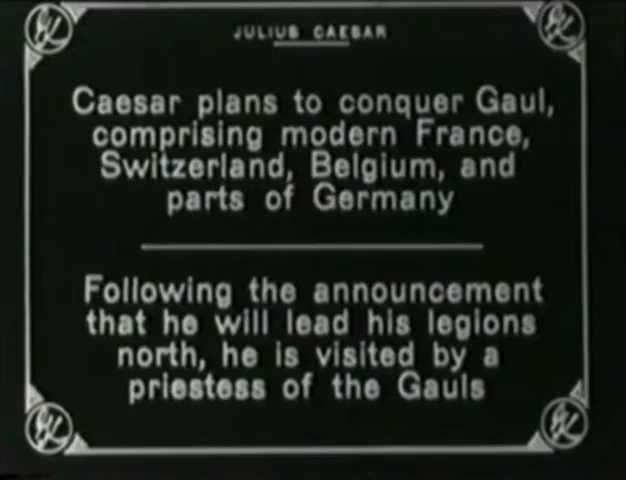 JULIUS CAESAR
Caesar plans to conquer Gaul,
comprising modern France,
Switzerland, Belgium, and
parts of Germany
Following the announcement
that he will lead his legions
north, he is visited by a
priestess of the Gauls